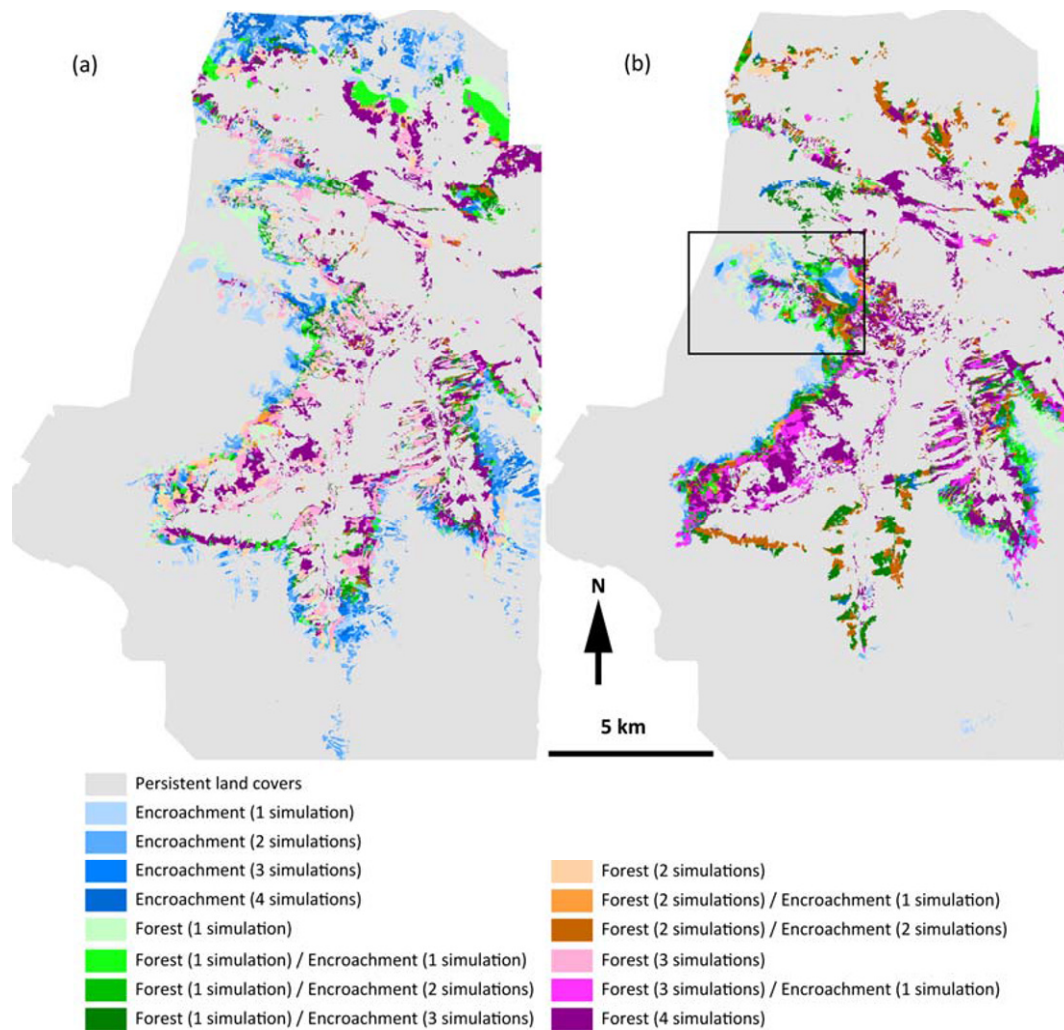 (a)
(b)
N
5 km
Persistent land covers
Encroachment (1 simulation)
Encroachment (2 simulations)
Encroachment (3 simulations)
Encroachment (4 simulations)
Forest (1 simulation)
Forest (1 simulation) / Encroachment (1 simulation)
Forest (1 simulation) / Encroachment (2 simulations)
Forest (1 simulation) / Encroachment (3 simulations)
Forest (2 simulations)
Forest (2 simulations) / Encroachment (1 simulation)
Forest (2 simulations) / Encroachment (2 simulations)
Forest (3 simulations)
Forest (3 simulations) / Encroachment (1 simulation)
Forest (4 simulations)